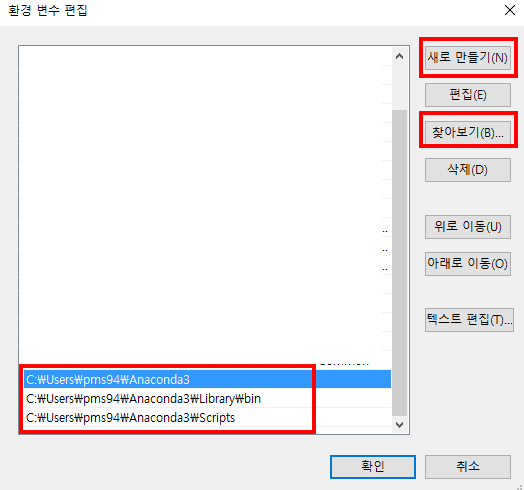 환경 변수 편집
새로 만들기(N)
편집(E)
찾아보기(B)...
삭제(D)
..
..
..
위로 이동(U)
아래로 이동(O)
텍스트 편집(T)...
C:₩Users₩pms94₩Anaconda3
C:₩Users₩pms94₩Anaconda3₩Library₩bin
C:₩Users₩pms94₩Anaconda3₩Scripts
확인
취소